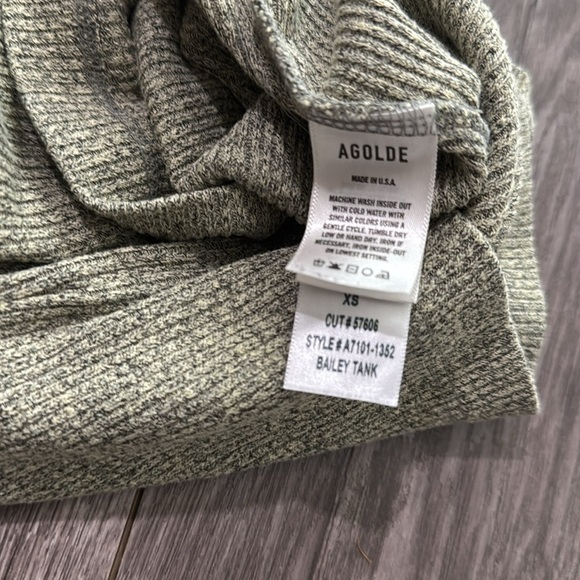 AGOLDE
MADE IN U.S.A.
MACHINE WASH INSIDE OUT
WITH COLD WATER WITH
SIMILAR COLORS USING A
GENTLE CYCLE. TUMBLE DRY
LOW OR HAND DRY. IRON IF
NECESSARY, IRON INSIDE OUT
ON LOWEST SETTING.
XS
CUT# 57606
STYLE# A7101-1352
BAILEY TANK